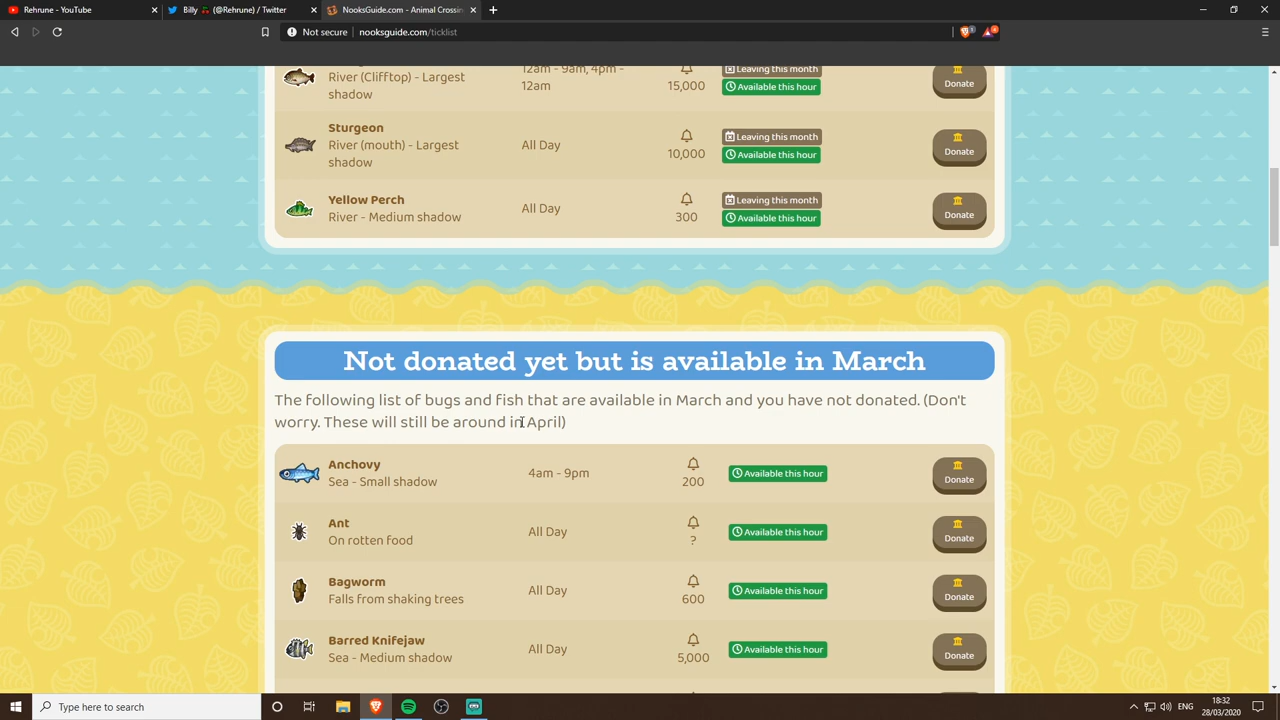 Rehrune - YouTube
Billy 🍒 (@Rehrune) / Twitter
NooksGuide.com - Animal Crossin
Not secure
nooksguide.com/ticklist
River (Clifftop) - Largest
shadow
12am - 9am, 4pm -
12am
15,000
Leaving this month
Available this hour
Donate
Sturgeon
River (mouth) - Largest
shadow
All Day
10,000
Leaving this month
Available this hour
Donate
Yellow Perch
River - Medium shadow
All Day
300
Leaving this month
Available this hour
Donate
Not donated yet but is available in March
The following list of bugs and fish that are available in March and you have not donated. (Don't
worry. These will still be around in April)
Anchovy
Sea - Small shadow
4am - 9pm
200
Available this hour
Donate
Ant
On rotten food
All Day
?
Available this hour
Donate
Bagworm
Falls from shaking trees
All Day
600
Available this hour
Donate
Barred Knifejaw
Sea - Medium shadow
All Day
5,000
Available this hour
Donate
Type here to search
ENG
18:32
28/03/2020